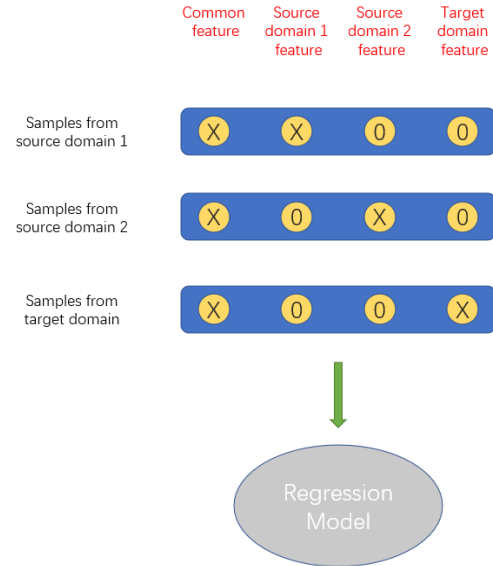 Common feature
Source domain 1 feature
Source domain 2 feature
Target domain feature
Samples from source domain 1
X X 0 0
Samples from source domain 2
X 0 X 0
Samples from target domain
X 0 0 X
Regression
Model